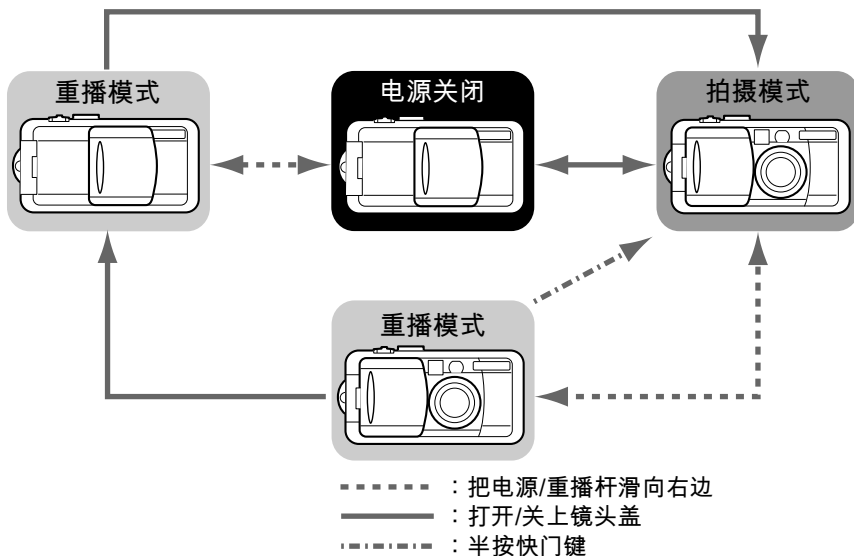 重播模式
电源关闭
拍摄模式
重播模式
：把电源/重播杆滑向右边
：打开/关上镜头盖
：半按快门键